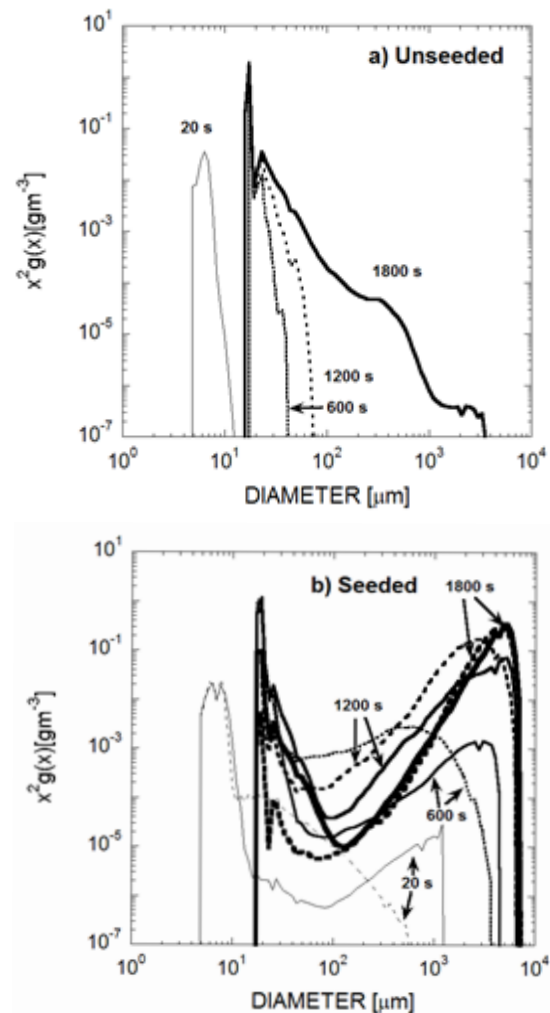 a) Unseeded
10^1
10^-1
10^-3
10^-5
10^-7
x^2 g(x)[gm^-3]
20 s
1800 s
1200 s
600 s
10^0 10^1 10^2 10^3 10^4
DIAMETER [μm]
b) Seeded
10^1
10^-1
10^-3
10^-5
10^-7
x^2 g(x)[gm^-3]
1800 s
1200 s
600 s
20 s
10^0 10^1 10^2 10^3 10^4
DIAMETER [μm]